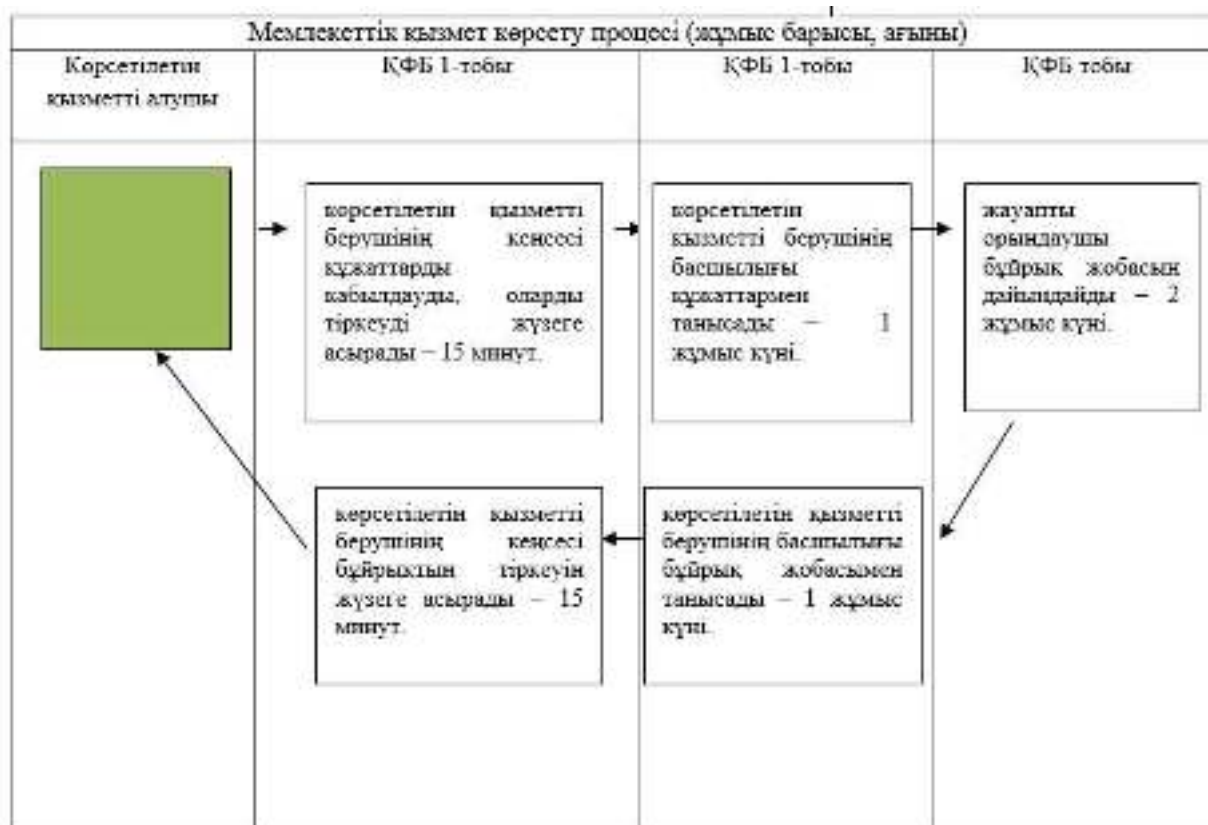 Мемлекеттік қызмет көрсету процесі (жұмыс барысы, ағыны)
Көрсетілетін
қызметті алушы
ҚФБ 1-тобы
ҚФБ 1-тобы
ҚФБ тобы
көрсетілетін қызметті
берушінің кеңсесі
құжаттарды
қабылдауды, оларды
тіркеуді жүзеге
асырады – 15 минут.
көрсетілетін
қызметті берушінің
басшылығы
құжаттармен
танысады – 1
жұмыс күні.
жауапты
орындаушы
бұйрық жобасын
дайындайды – 2
жұмыс күні.
көрсетілетін қызметті
берушінің кеңсесі
бұйрықтың тіркеуін
жүзеге асырады – 15
минут.
көрсетілетін қызметті
берушінің басшылығы
бұйрық жобасымен
танысады – 1 жұмыс
күні.